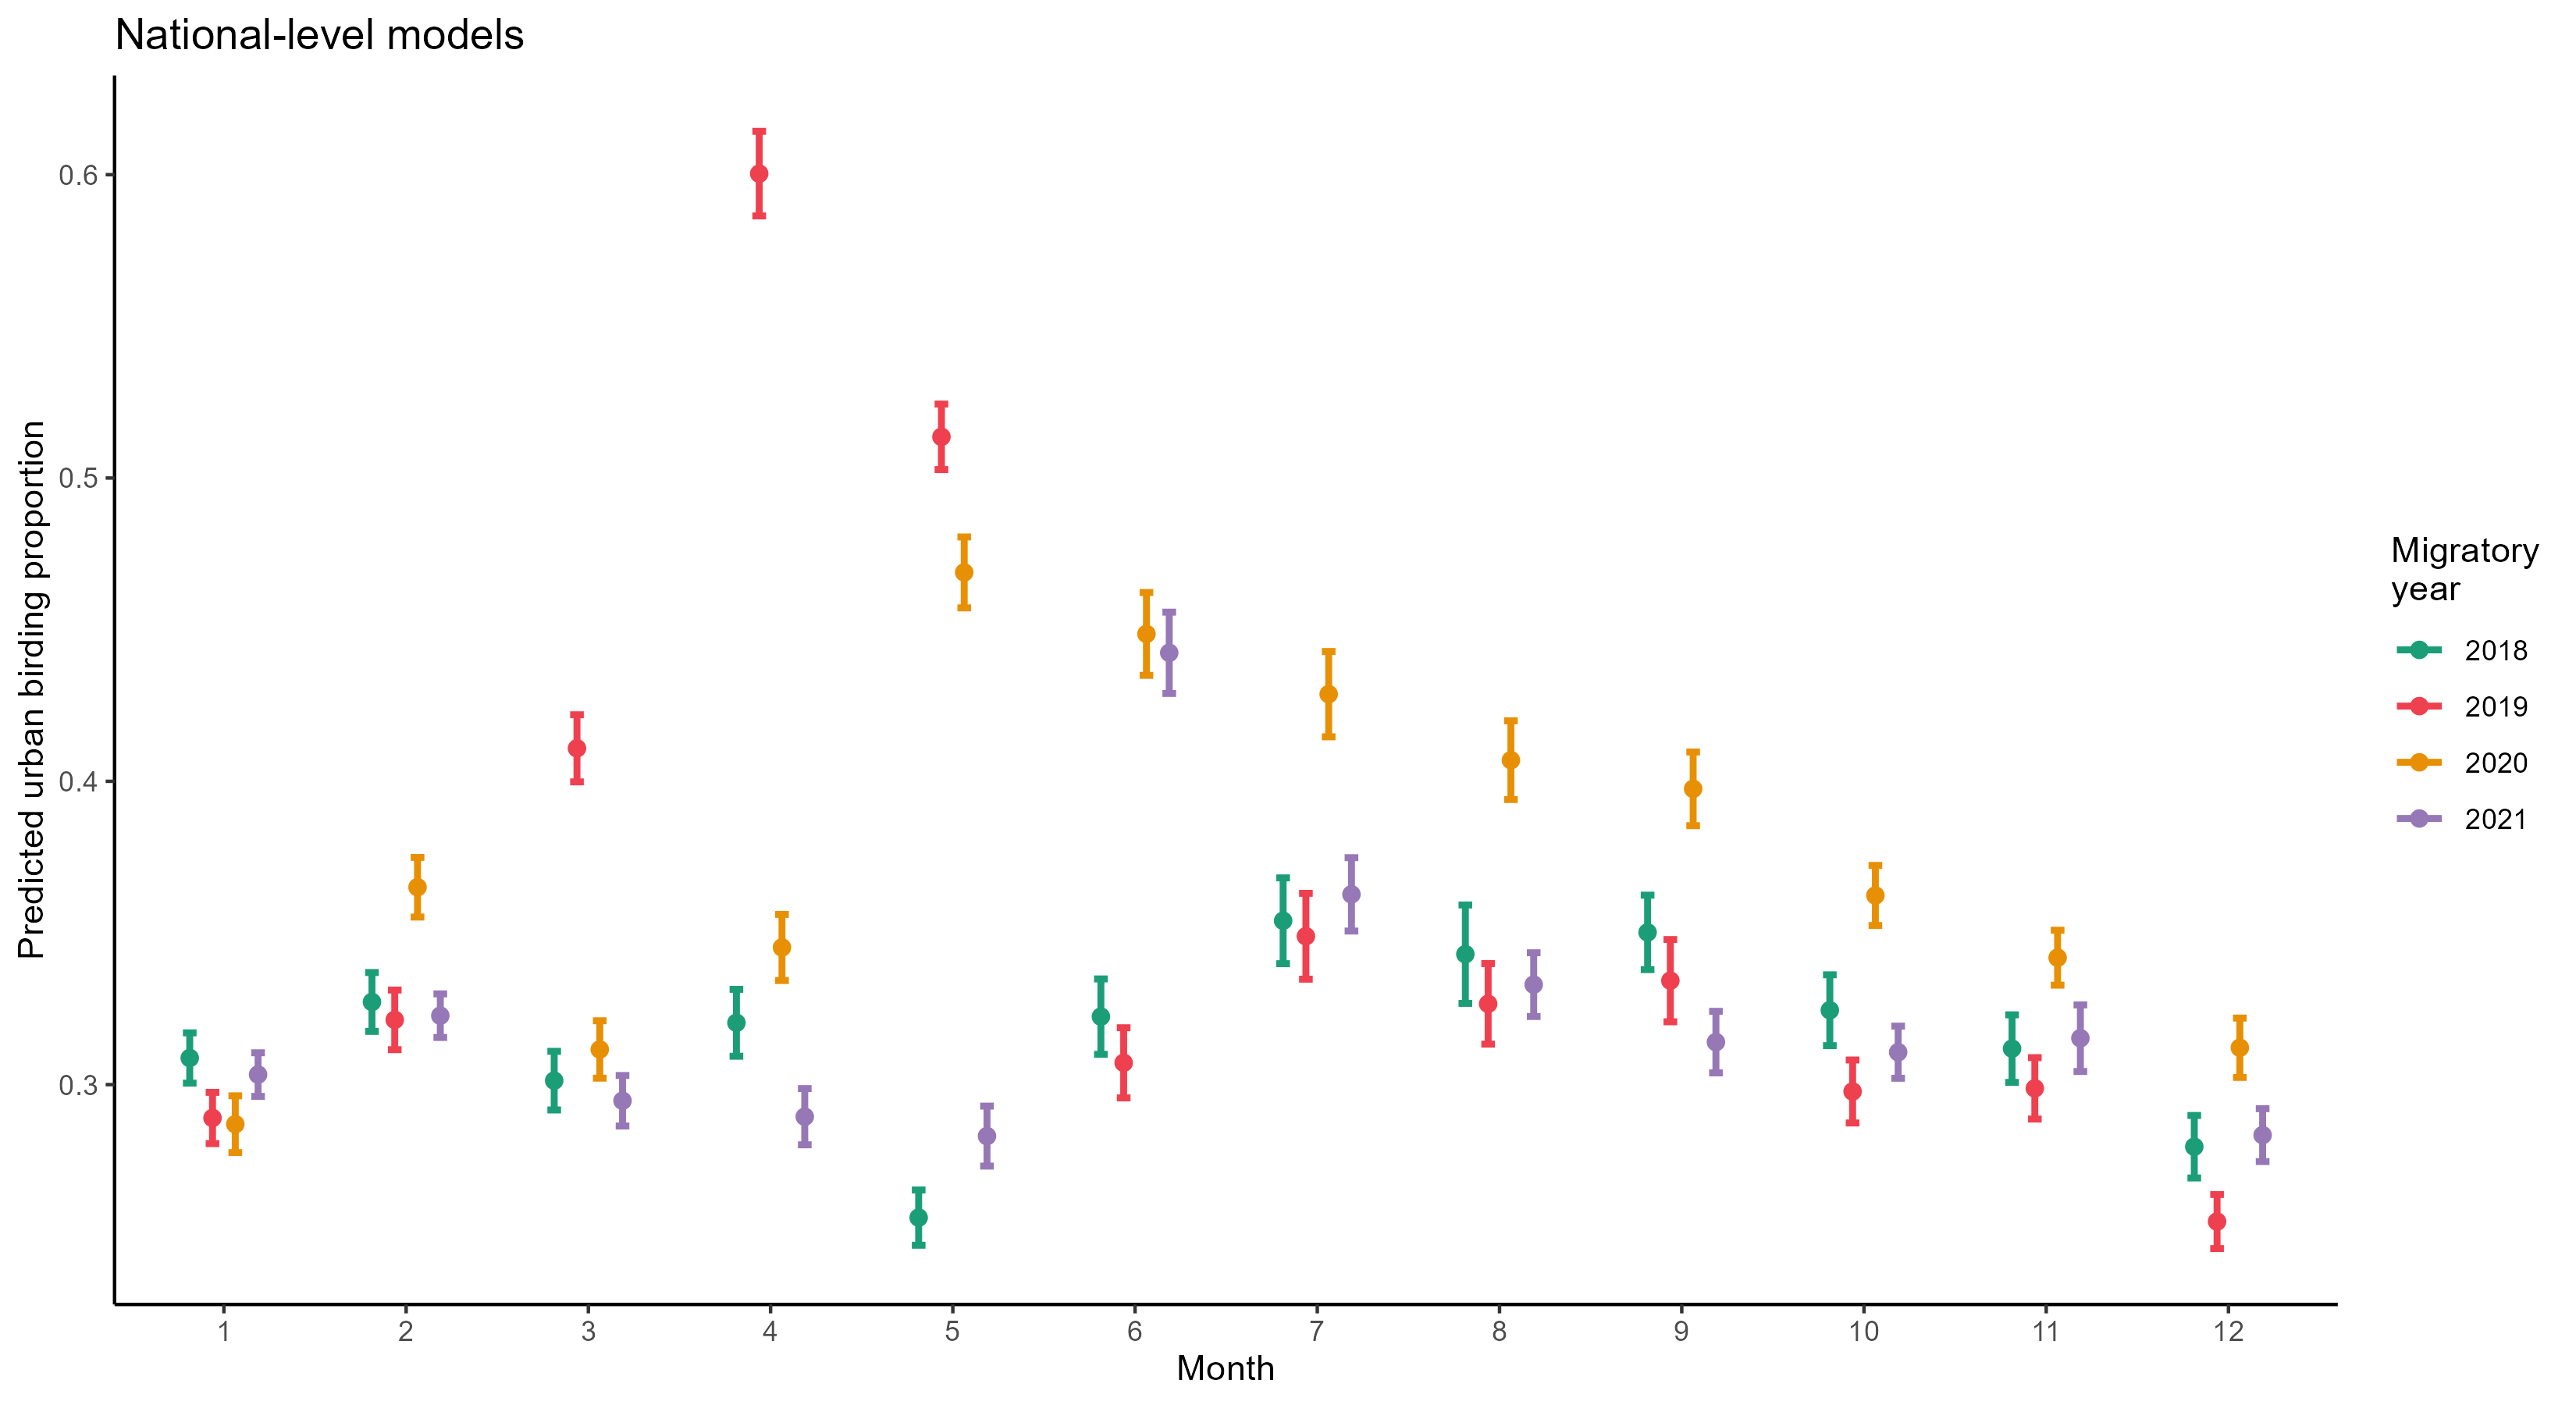 National-level models
Predicted urban birding proportion
0.6
0.5
0.4
0.3
1 2 3 4 5 6 7 8 9 10 11 12
Month
Migratory
year
2018
2019
2020
2021